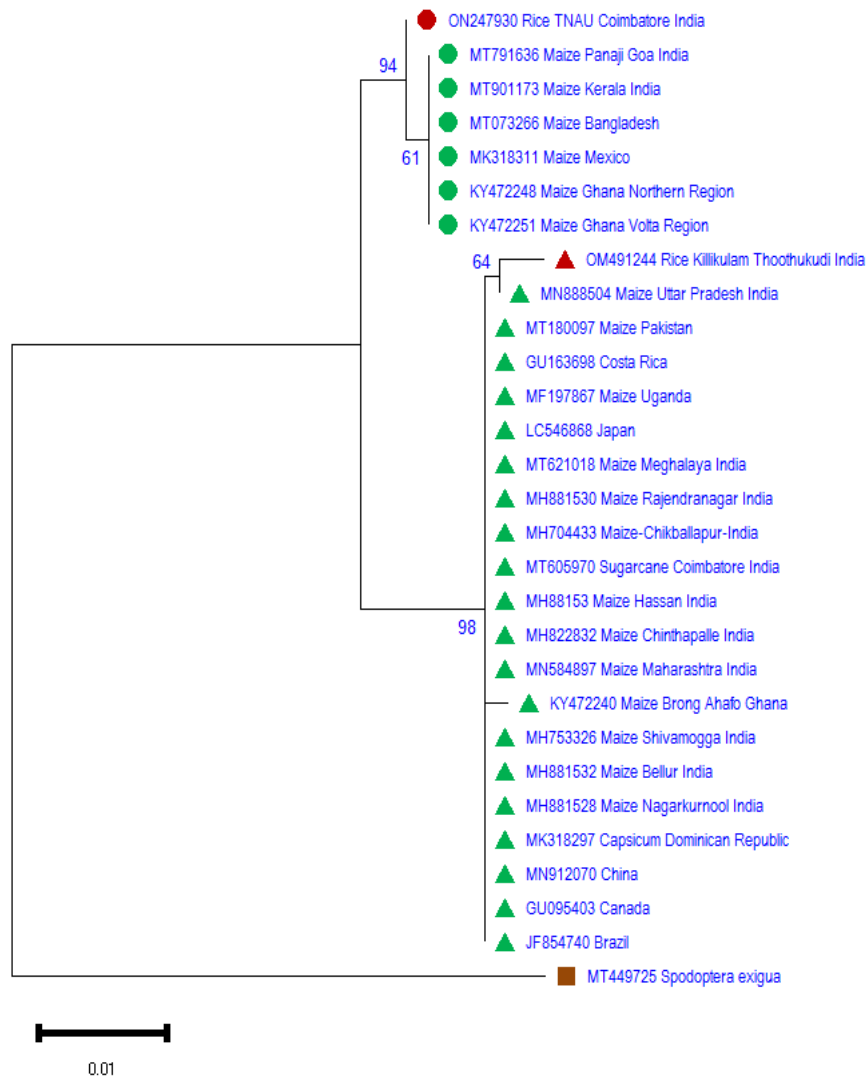 ON247930 Rice TNAU Coimbatore India
MT791636 Maize Panaji Goa India
94
MT901173 Maize Kerala India
MT073266 Maize Bangladesh
61
MK318311 Maize Mexico
KY472248 Maize Ghana Northern Region
KY472251 Maize Ghana Volta Region
64
OM491244 Rice Killikulam Thoothukudi India
MN888504 Maize Uttar Pradesh India
MT180097 Maize Pakistan
GU163698 Costa Rica
MF197867 Maize Uganda
LC546868 Japan
MT621018 Maize Meghalaya India
MH881530 Maize Rajendranagar India
MH704433 Maize-Chikballapur-India
MT605970 Sugarcane Coimbatore India
MH88153 Maize Hassan India
98
MH822832 Maize Chinthapalle India
MN584897 Maize Maharashtra India
KY472240 Maize Brong Ahafo Ghana
MH753326 Maize Shivamogga India
MH881532 Maize Bellur India
MH881528 Maize Nagarkurnool India
MK318297 Capsicum Dominican Republic
MN912070 China
GU095403 Canada
JF854740 Brazil
MT449725 Spodoptera exigua
0.01